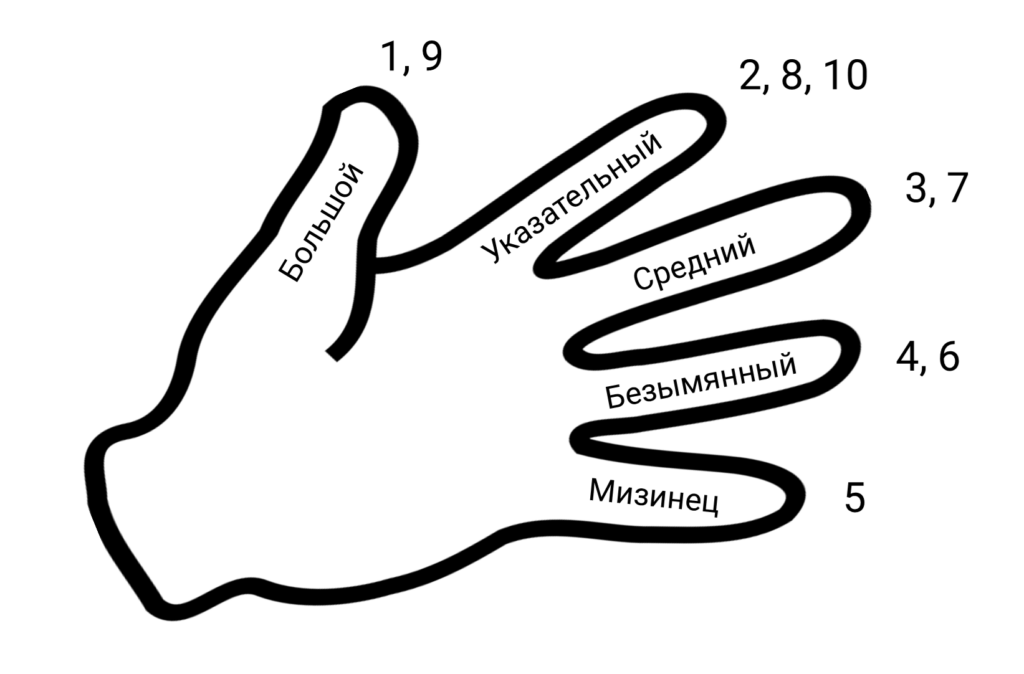 1, 9
Большой
2, 8, 10
Указательный
3, 7
Средний
4, 6
Безымянный
5
Мизинец